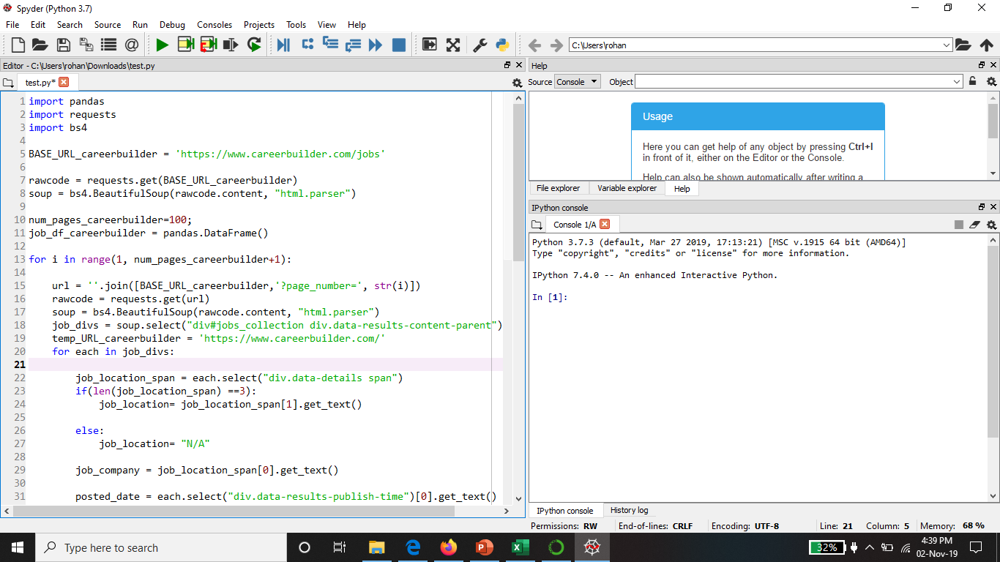 Spyder (Python 3.7)
File Edit Search Source Run Debug Consoles Projects Tools View Help
C:\Users\rohan
Editor - C:\Users\rohan\Downloads\test.py
test.py*
1 import pandas
2 import requests
3 import bs4
4
5 BASE_URL_careerbuilder = 'https://www.careerbuilder.com/jobs'
6
7 rawcode = requests.get(BASE_URL_careerbuilder)
8 soup = bs4.BeautifulSoup(rawcode.content, "html.parser")
9
10 num_pages_careerbuilder=100;
11 job_df_careerbuilder = pandas.DataFrame()
12
13 for i in range(1, num_pages_careerbuilder+1):
14
15     url = ''.join([BASE_URL_careerbuilder,'?page_number=', str(i)])
16     rawcode = requests.get(url)
17     soup = bs4.BeautifulSoup(rawcode.content, "html.parser")
18     job_divs = soup.select("div#jobs_collection div.data-results-content-parent")
19     temp_URL_careerbuilder = 'https://www.careerbuilder.com/'
20     for each in job_divs:
21
22         job_location_span = each.select("div.data-details span")
23         if(len(job_location_span) ==3):
24             job_location= job_location_span[1].get_text()
25
26         else:
27             job_location= "N/A"
28
29         job_company = job_location_span[0].get_text()
30
31         posted_date = each.select("div.data-results-publish-time")[0].get_text()
Help
Source Console Object
Usage
Here you can get help of any object by pressing Ctrl+I
in front of it, either on the Editor or the Console.
Help can also be shown automatically after writing a
File explorer Variable explorer Help
IPython console
Console 1/A
Python 3.7.3 (default, Mar 27 2019, 17:13:21) [MSC v.1915 64 bit (AMD64)]
Type "copyright", "credits" or "license" for more information.
IPython 7.4.0 -- An enhanced Interactive Python.
In [1]:
IPython console History log
Permissions: RW End-of-lines: CRLF Encoding: UTF-8 Line: 21 Column: 5 Memory: 68 %
Type here to search
32%
4:39 PM
02-Nov-19